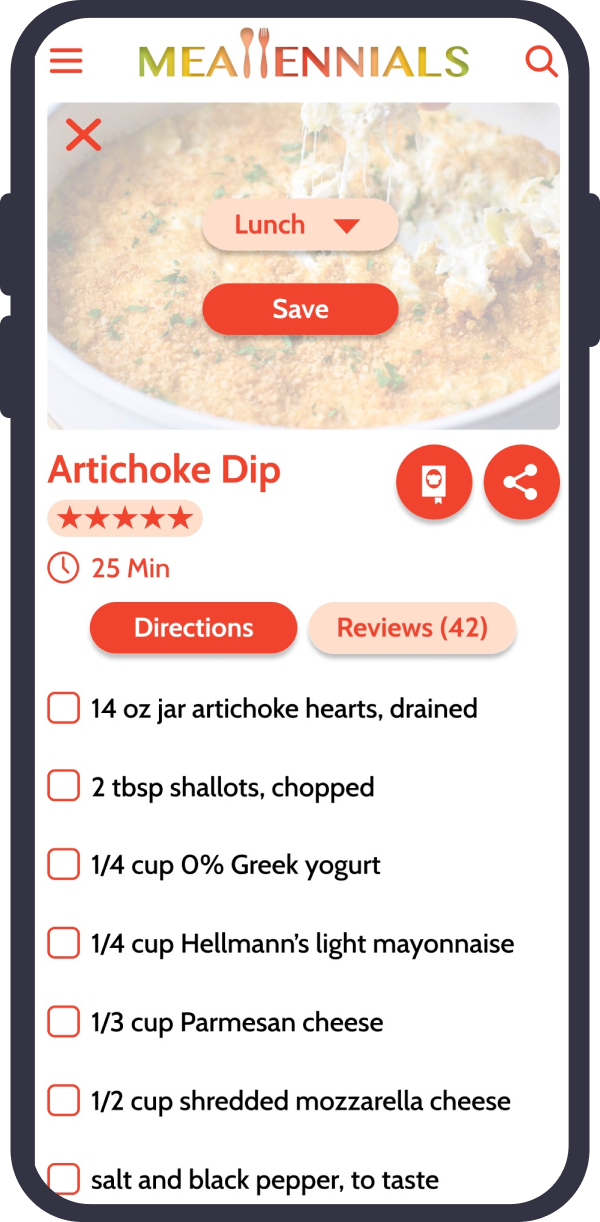 MEALLENNIALS
Lunch
Save
Artichoke Dip
25 Min
Directions
Reviews (42)
14 oz jar artichoke hearts, drained
2 tbsp shallots, chopped
1/4 cup 0% Greek yogurt
1/4 cup Hellmann’s light mayonnaise
1/3 cup Parmesan cheese
1/2 cup shredded mozzarella cheese
salt and black pepper, to taste